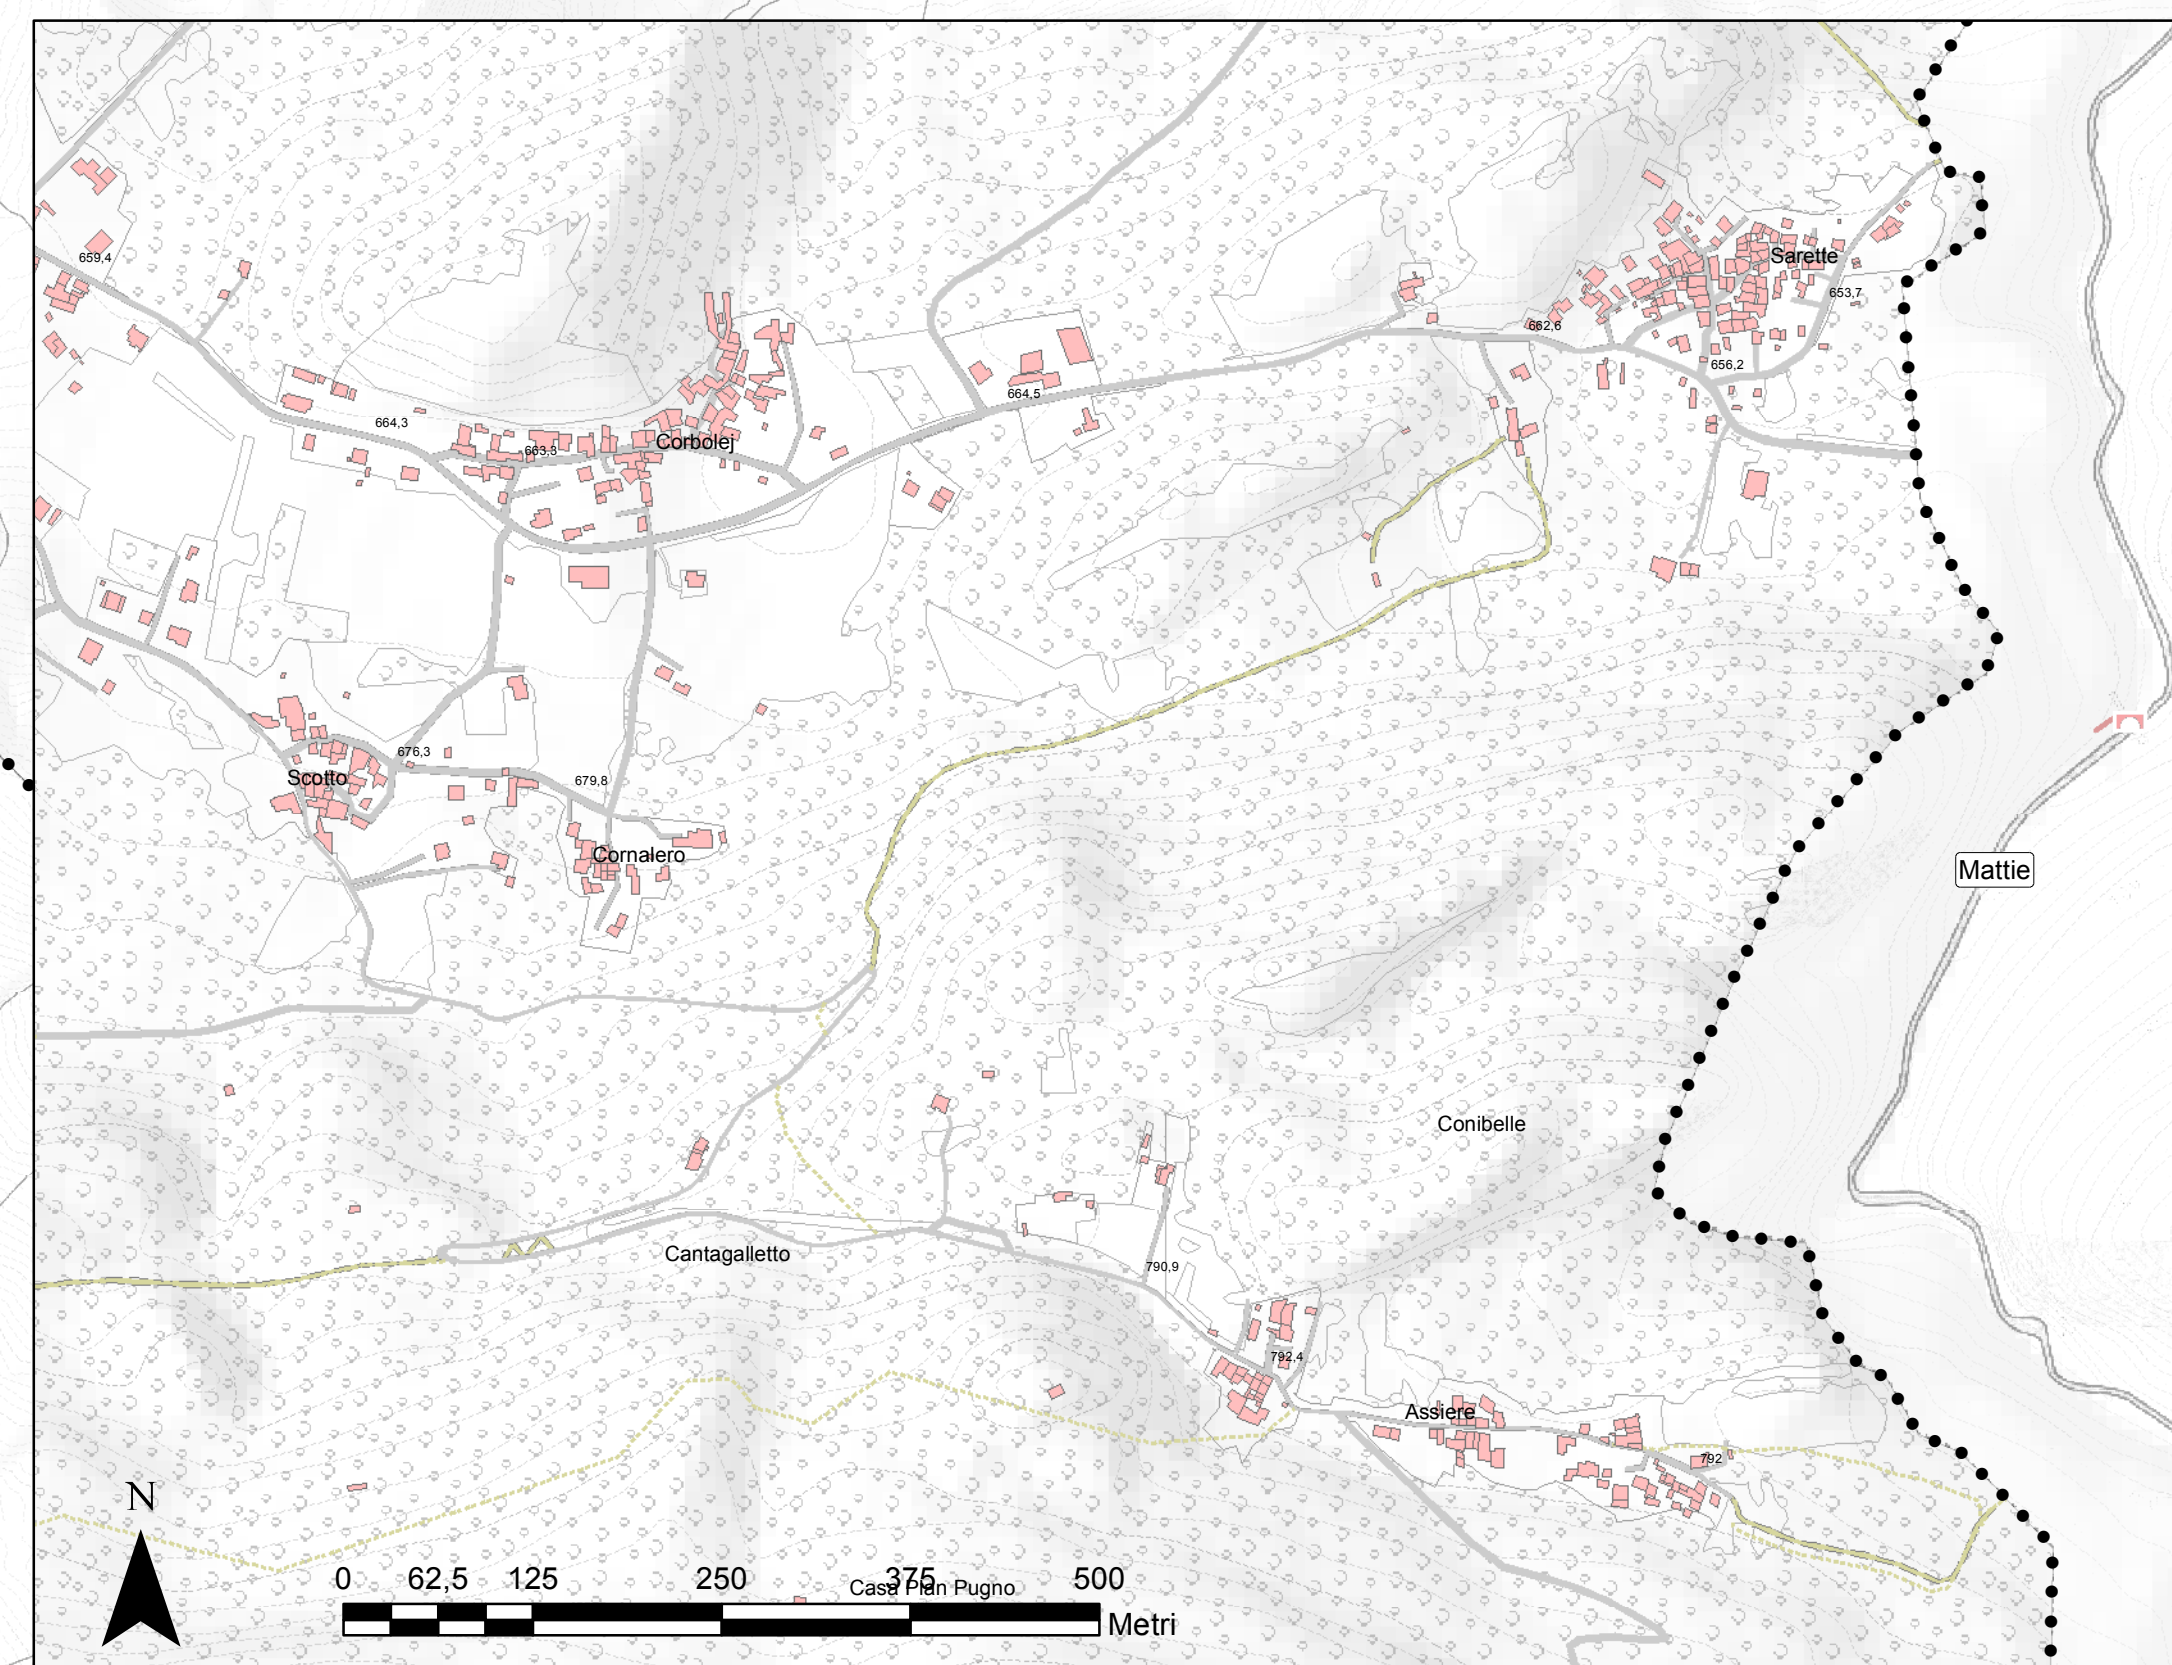 659,4
Sarette
653,7
662,6
656,2
664,5
664,3
Corbolej
663,3
676,3
Scotto
679,8
Cornalero
Mattie
Conibelle
Cantagalletto
790,9
792,4
Assiere
792
N
0 62,5 125 250 375 500
Casa Plan Pugno
Metri